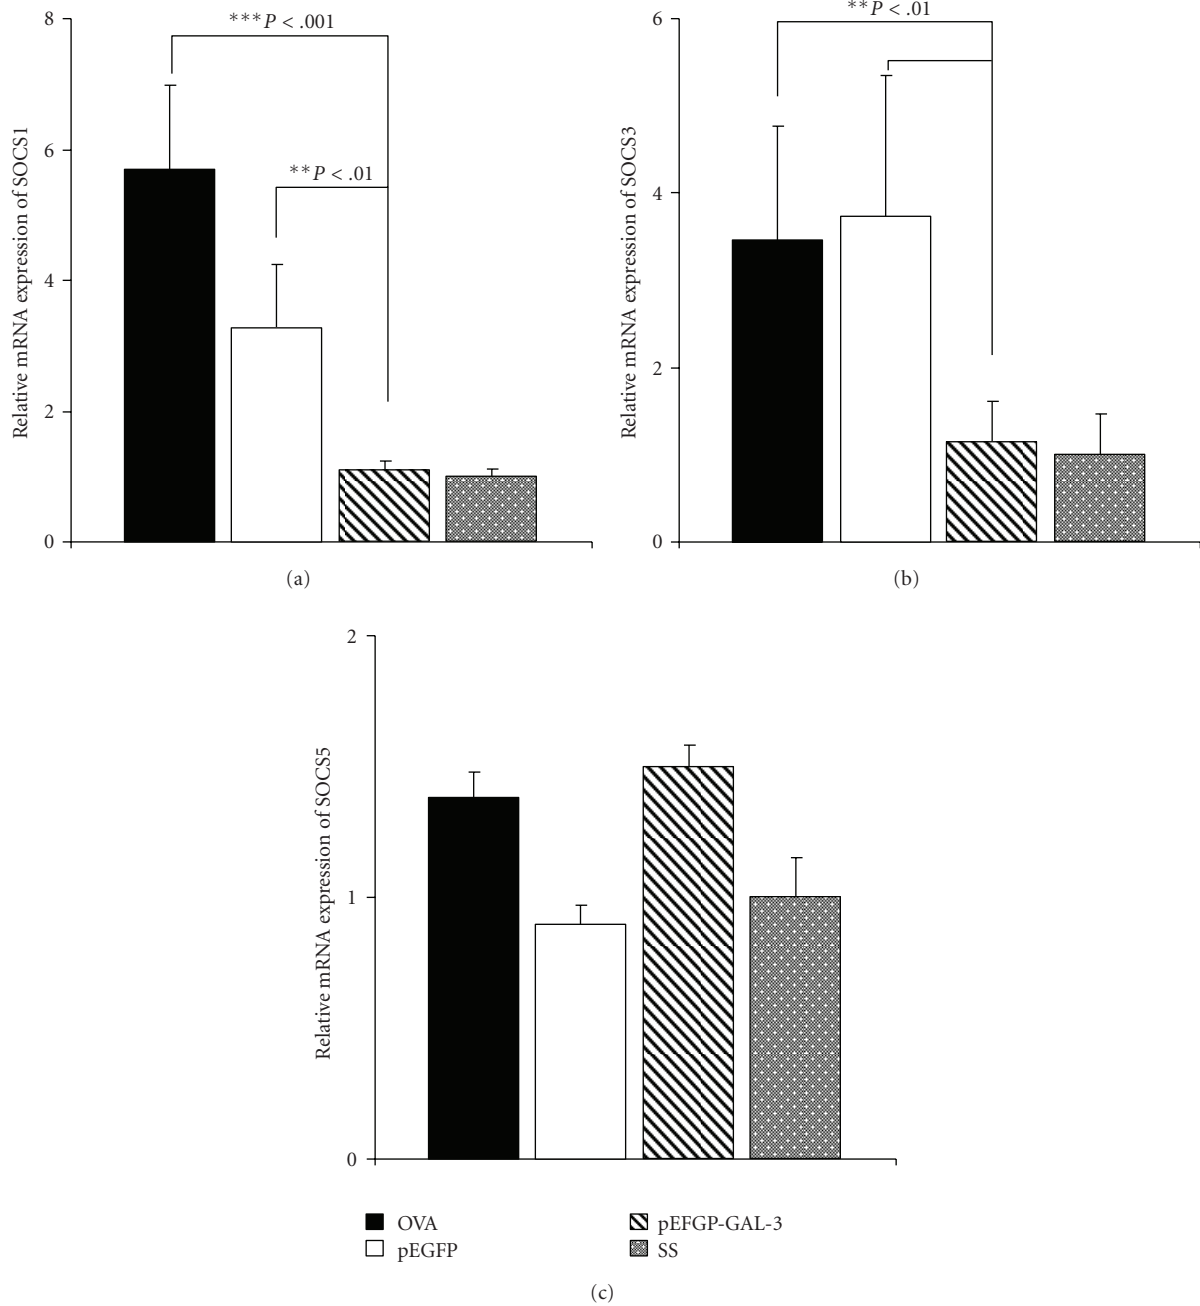 8
6
4
2
0
Relative mRNA expression of SOCS1
***P < .001
**P < .01
(a)
6
4
2
0
Relative mRNA expression of SOCS3
**P < .01
(b)
2
1
0
Relative mRNA expression of SOCS5
OVA
pEGFP
pEFGP-GAL-3
SS
(c)